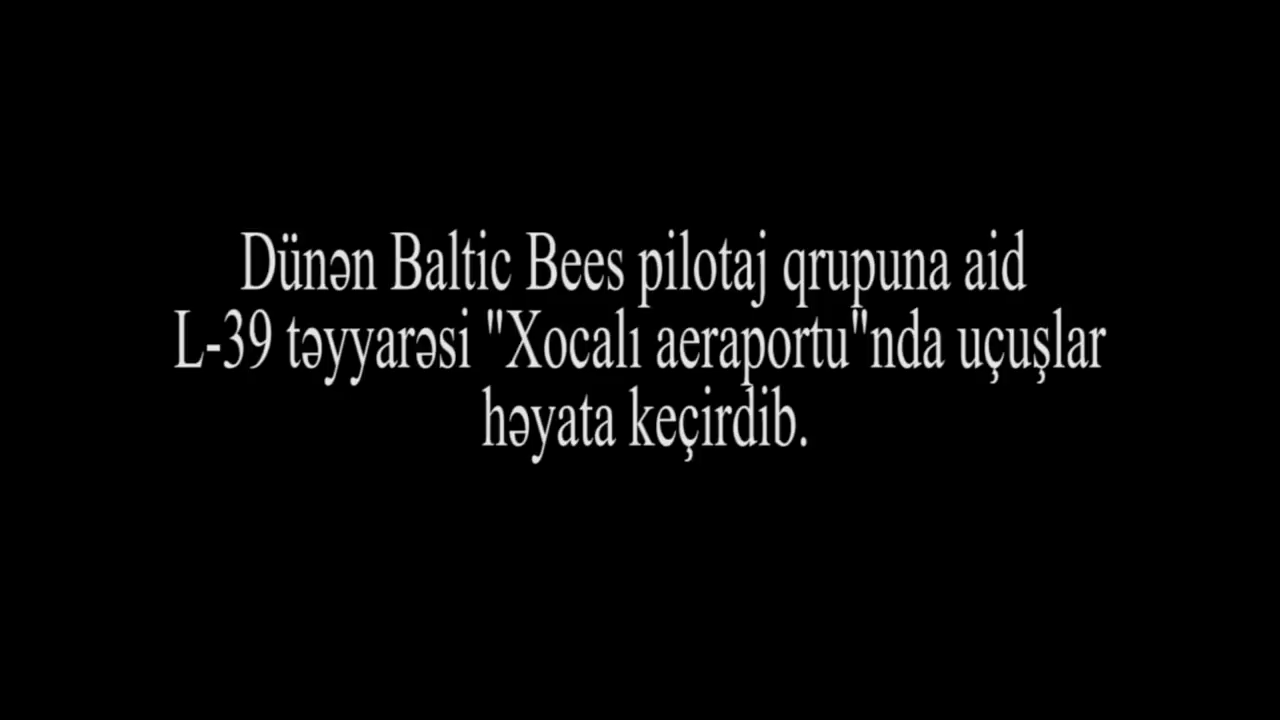 Dünən Baltic Bees pilotaj qrupuna aid
L-39 təyyarəsi "Xocalı aeraportu"nda uçuşlar
həyata keçirdib.